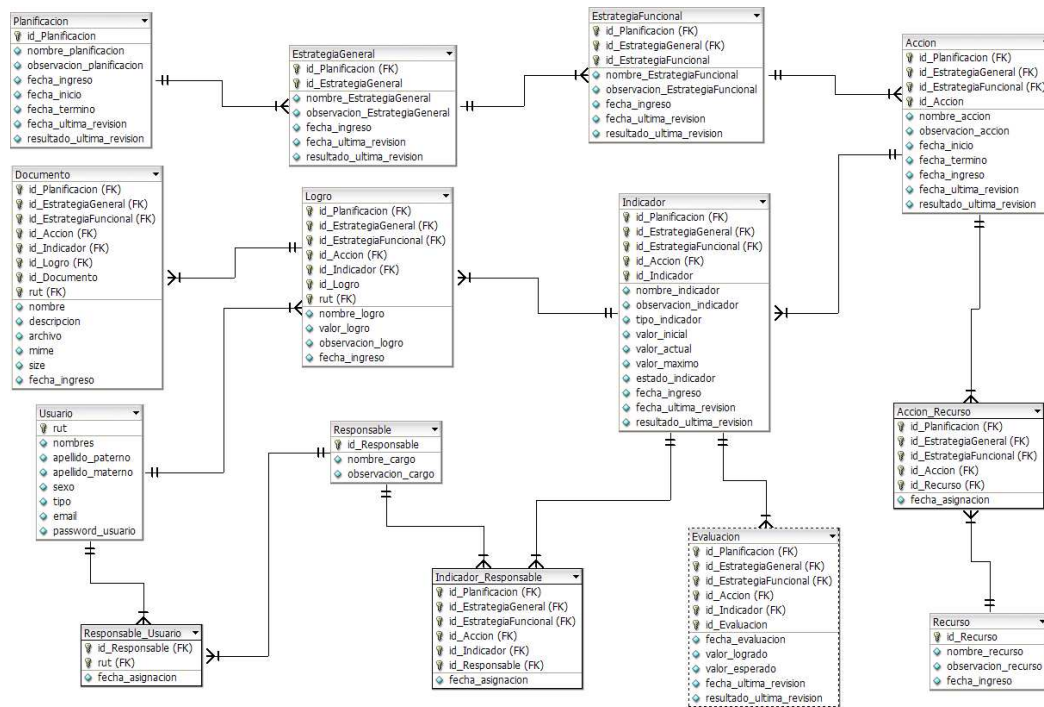 Planificacion
id_Planificacion
nombre_planificacion
observacion_planificacion
fecha_ingreso
fecha_inicio
fecha_termino
fecha_ultima_revision
resultado_ultima_revision
EstrategiaGeneral
id_Planificacion (FK)
id_EstrategiaGeneral
nombre_EstrategiaGeneral
observacion_EstrategiaGeneral
fecha_ingreso
fecha_ultima_revision
resultado_ultima_revision
EstrategiaFuncional
id_Planificacion (FK)
id_EstrategiaGeneral (FK)
id_EstrategiaFuncional
nombre_EstrategiaFuncional
observacion_EstrategiaFuncional
fecha_ingreso
fecha_ultima_revision
resultado_ultima_revision
Accion
id_Planificacion (FK)
id_EstrategiaGeneral (FK)
id_EstrategiaFuncional (FK)
id_Accion
nombre_accion
observacion_accion
fecha_inicio
fecha_termino
fecha_ingreso
fecha_ultima_revision
resultado_ultima_revision
Documento
id_Planificacion (FK)
id_EstrategiaGeneral (FK)
id_EstrategiaFuncional (FK)
id_Accion (FK)
id_Indicador (FK)
id_Logro (FK)
id_Documento
rut (FK)
nombre
descripcion
archivo
mime
size
fecha_ingreso
Logro
id_Planificacion (FK)
id_EstrategiaGeneral (FK)
id_EstrategiaFuncional (FK)
id_Accion (FK)
id_Indicador (FK)
id_Logro
rut (FK)
nombre_logro
valor_logro
observacion_logro
fecha_ingreso
Indicador
id_Planificacion (FK)
id_EstrategiaGeneral (FK)
id_EstrategiaFuncional (FK)
id_Accion (FK)
id_Indicador
nombre_indicador
observacion_indicador
tipo_indicador
valor_inicial
valor_actual
valor_maximo
estado_indicador
fecha_ingreso
fecha_ultima_revision
resultado_ultima_revision
Usuario
rut
nombres
apellido_paterno
apellido_materno
sexo
tipo
email
password_usuario
Responsable
id_Responsable
nombre_cargo
observacion_cargo
Accion_Recurso
id_Planificacion (FK)
id_EstrategiaGeneral (FK)
id_EstrategiaFuncional (FK)
id_Accion (FK)
id_Recurso (FK)
fecha_asignacion
Responsable_Usuario
id_Responsable (FK)
rut (FK)
fecha_asignacion
Indicador_Responsable
id_Planificacion (FK)
id_EstrategiaGeneral (FK)
id_EstrategiaFuncional (FK)
id_Accion (FK)
id_Indicador (FK)
id_Responsable (FK)
fecha_asignacion
Evaluacion
id_Planificacion (FK)
id_EstrategiaGeneral (FK)
id_EstrategiaFuncional (FK)
id_Accion (FK)
id_Indicador (FK)
id_Evaluacion
fecha_evaluacion
valor_logrado
valor_esperado
fecha_ultima_revision
resultado_ultima_revision
Recurso
id_Recurso
nombre_recurso
observacion_recurso
fecha_ingreso